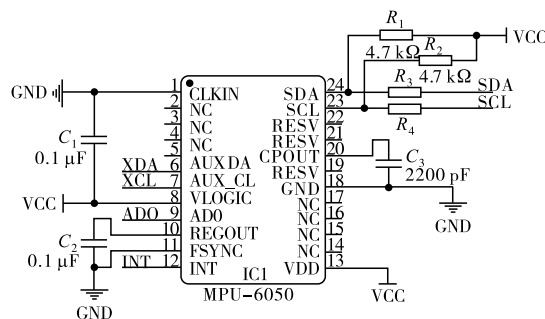 R1
4.7 kΩ
R2
4.7 kΩ
VCC
R3
SDA
SCL
R4
GND
C1
0.1 μF
VCC
XDA
XCL
ADO
INT
C2
0.1 μF
GND
1 CLKIN
2 NC
3 NC
4 NC
5
6 AUX DA
7 AUX_CL
8 VLOGIC
9 AD0
10 REGOUT
11 FSYNC
12 INT
SDA 24
SCL 23
RESV 22
RESV 21
CPOUT 20
RESV 19
GND 18
NC 17
NC 16
NC 15
NC 14
VDD 13
IC1
MPU-6050
C3
2200 pF
GND
VCC